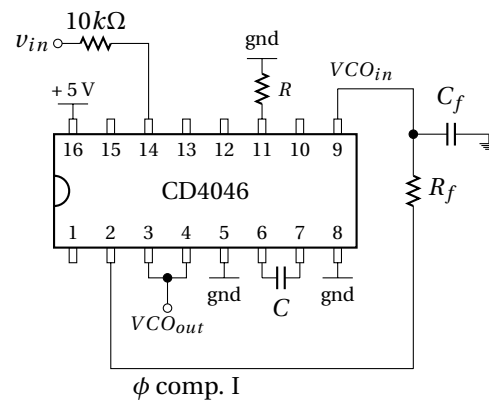 10kΩ
v_in
gnd
R
VCO_in
+ 5 V
C_f
16 15 14 13 12 11 10 9
CD4046
R_f
1 2 3 4 5 6 7 8
gnd
C
gnd
VCO_out
ϕ comp. I